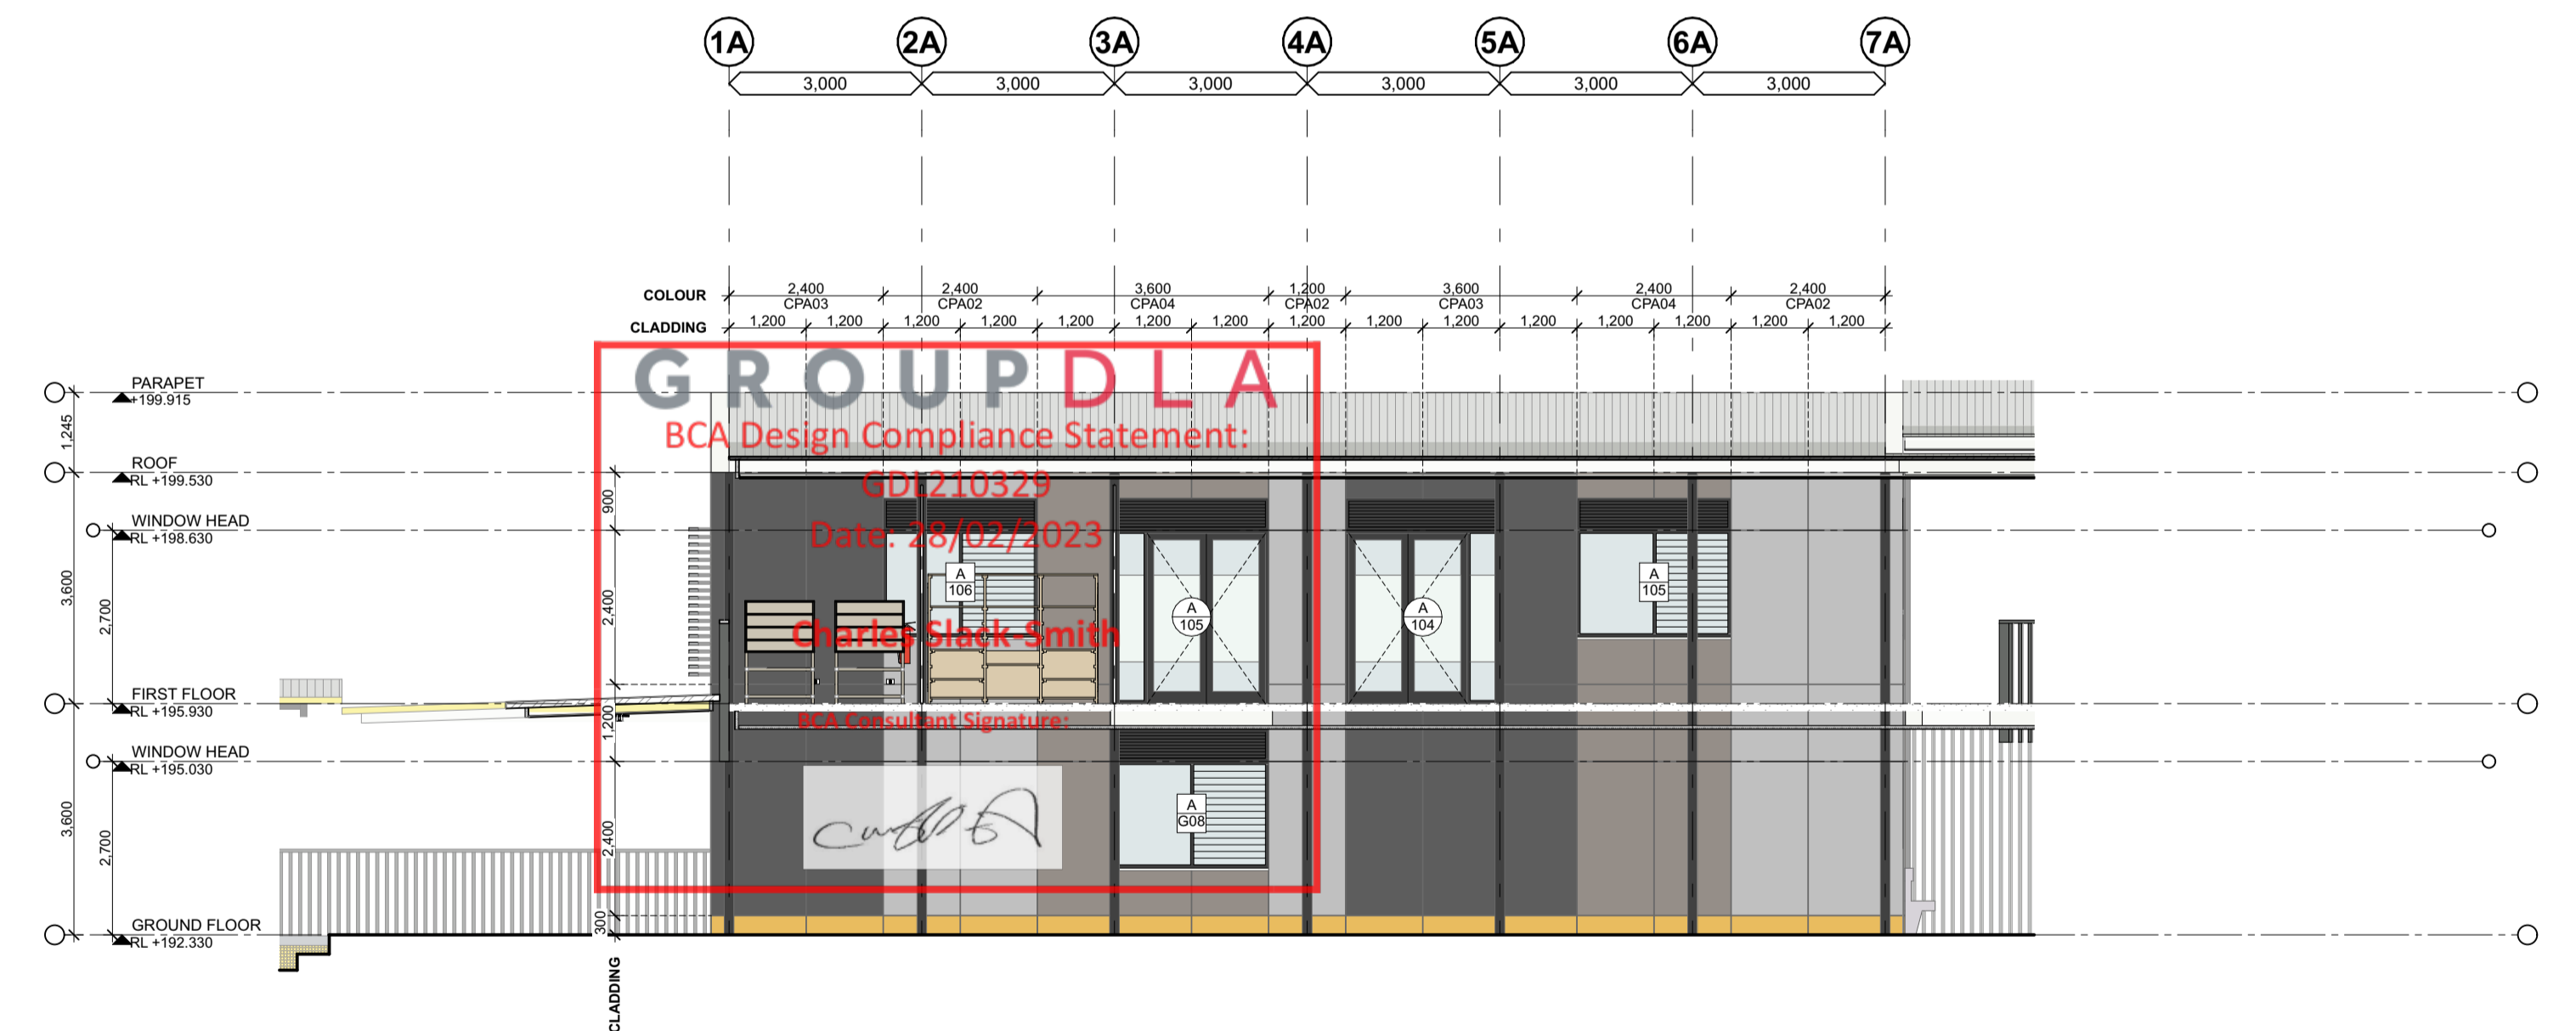 1A 2A 3A 4A 5A 6A 7A
3,000 3,000 3,000 3,000 3,000 3,000
COLOUR 2,400 2,400 3,600 1,200 3,600 2,400 2,400
CPA03 CPA02 CPA04 CPA02 CPA03 CPA04 CPA02
CLADDING 1,200 1,200 1,200 1,200 1,200 1,200 1,200 1,200 1,200 1,200 1,200 1,200 1,200 1,200 1,200
GROUPDLA
BCA Design Compliance Statement:
GDL210329
Date: 28/02/2023
Charles Slack-Smith
BCA Consultant Signature:
PARAPET
+199.915
1,245
ROOF
RL +199.530
900
WINDOW HEAD
RL +198.630
3,600
2,700
2,400
A
106
A
105
A
104
A
105
FIRST FLOOR
RL +195.930
1,200
WINDOW HEAD
RL +195.030
3,600
2,700
2,400
A
G08
300
GROUND FLOOR
RL +192.330
CLADDING